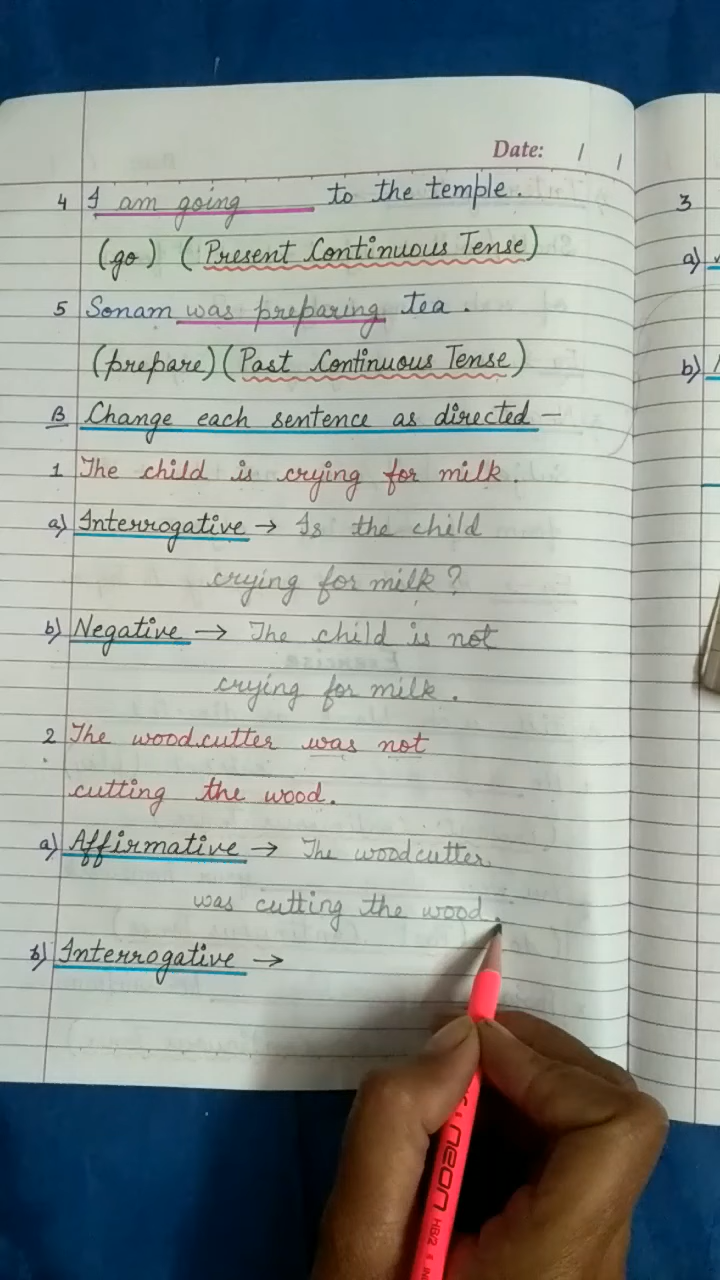 Date: / /
4 I am going to the temple.
(go) (Present Continuous Tense)
5 Sonam was preparing tea.
(prepare) (Past Continuous Tense)
B Change each sentence as directed –
1 The child is crying for milk.
a) Interrogative → Is the child
crying for milk?
b) Negative → The child is not
crying for milk.
2 The woodcutter was not
cutting the wood.
a) Affirmative → The woodcutter
was cutting the wood.
b) Interrogative →
3
a)
b)
neon HB/2